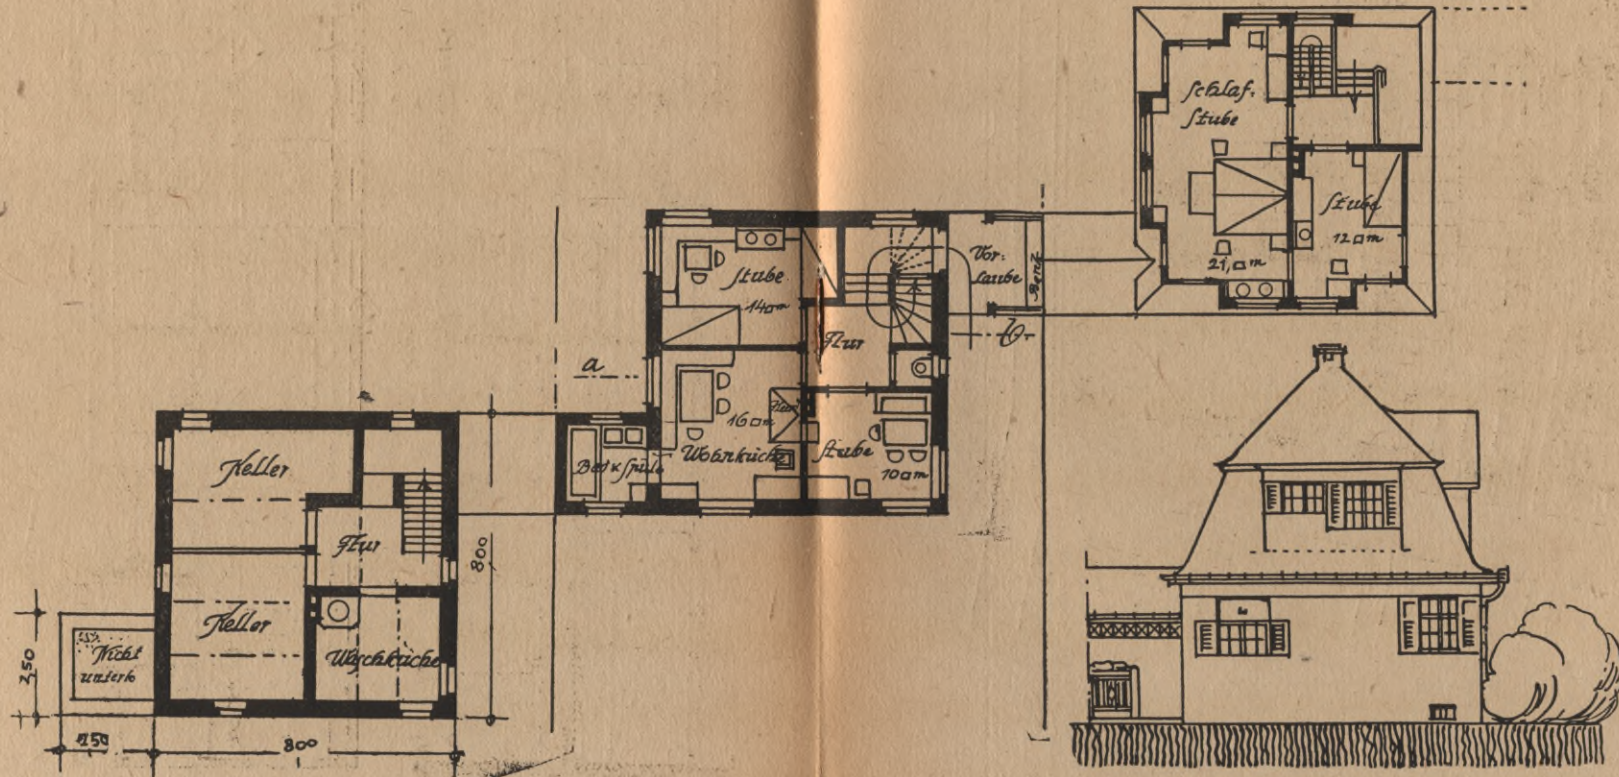 Keller
Flur
Keller
Waschküche
Nicht
unterk
250
250
800
800
a
b
Stube
14□m
Flur
Vor-
laube
Bank
16□m
Wohnküche
Bad u Spüle
Herd
Stube
10□m
Schlaf-
Stube
21,□m
Stube
12□m